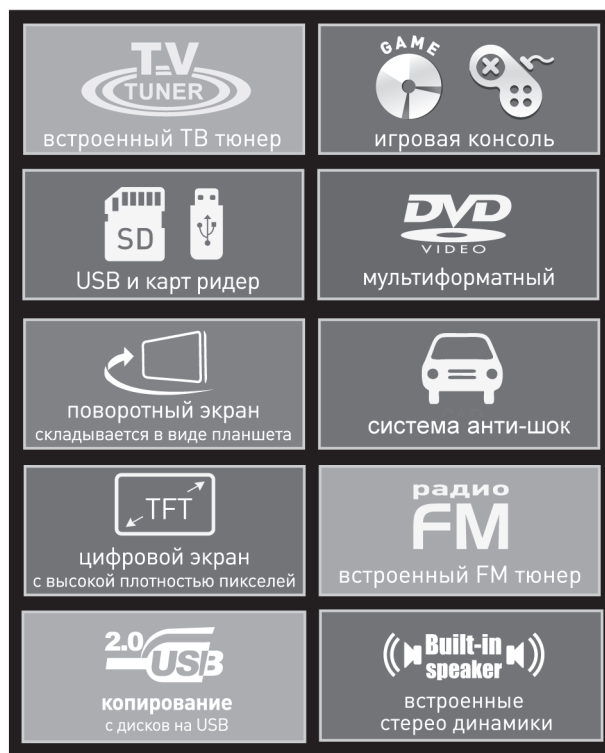 T-V
TUNER
встроенный ТВ тюнер
GAME
игровая консоль
SD
USB и карт ридер
DVD
VIDEO
мультиформатный
поворотный экран
складывается в виде планшета
система анти-шок
TFT
цифровой экран
с высокой плотностью пикселей
радио
FM
встроенный FM тюнер
2.0
USB
копирование
с дисков на USB
Built-in
speaker
встроенные
стерео динамики